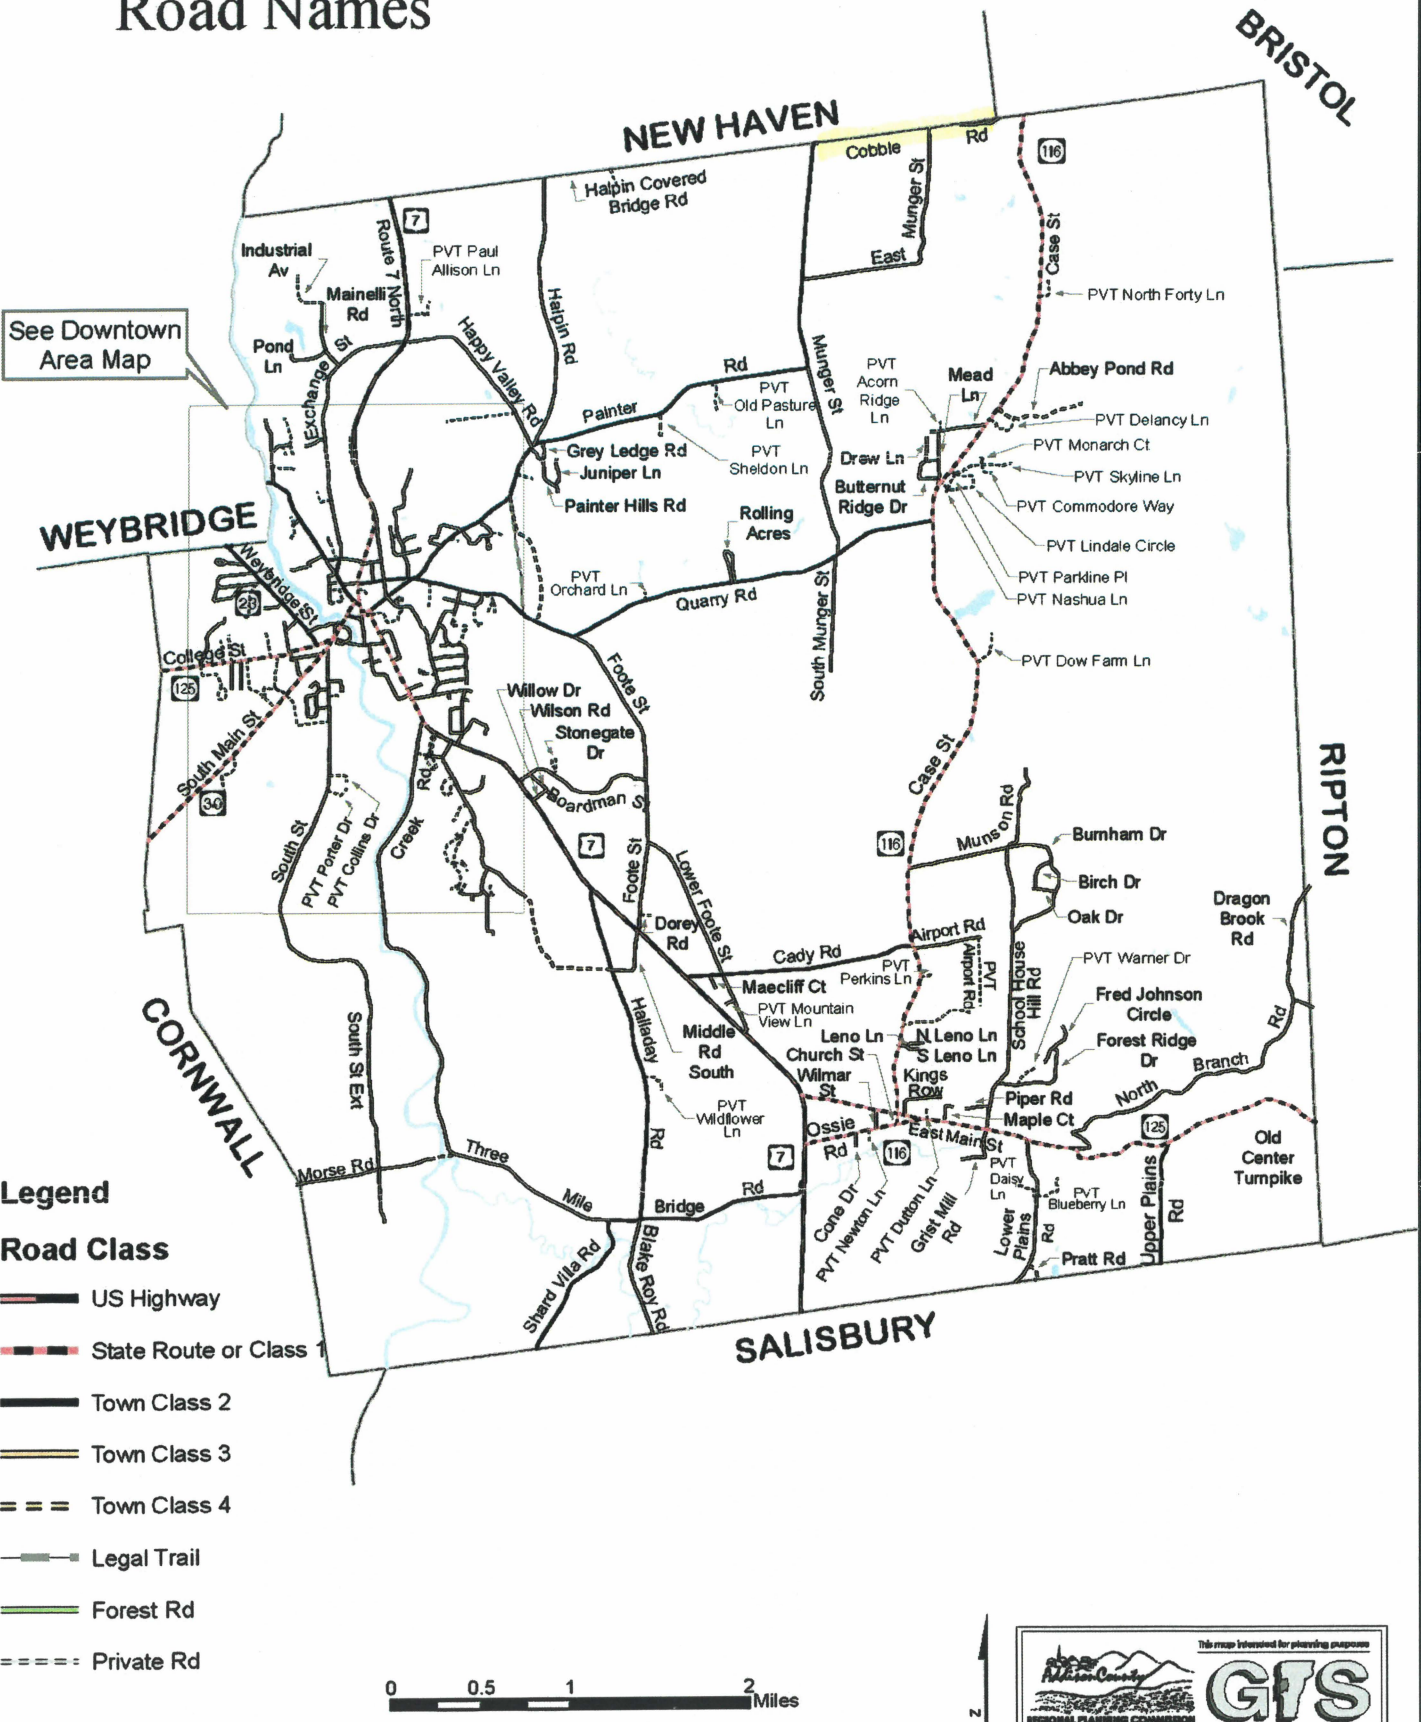 Road Names
BRISTOL
NEW HAVEN
Cobble
Rd
116
Munger St
East
Case St
Halpin Covered
Bridge Rd
7
Route 7 North
PVT Paul
Allison Ln
Industrial
Av
Mainelli
Rd
Pond
Ln
Exchange
St
See Downtown
Area Map
Happy Valley Rd
Halpin Rd
PVT North Forty Ln
Munger St
Painter
Rd
PVT
Old Pasture
Ln
PVT
Acorn
Ridge
Ln
Mead
Ln
Abbey Pond Rd
PVT Delancy Ln
PVT Monarch Ct
PVT Skyline Ln
PVT Commodore Way
PVT Lindale Circle
PVT Parkline Pl
PVT Nashua Ln
Drew Ln
Butternut
Ridge Dr
Grey Ledge Rd
Juniper Ln
Painter Hills Rd
PVT
Sheldon Ln
Rolling
Acres
WEYBRIDGE
Weybridge St
23
PVT
Orchard Ln
Quarry Rd
South Munger St
PVT Dow Farm Ln
College St
125
South Main St
30
Foote St
Willow Dr
Wilson Rd
Stonegate
Dr
Boardman S
7
Case St
RIPTON
South St
PVT Porter Dr
PVT Collins Dr
Creek
Rd
Foote St
Lower Foote St
116
Munson Rd
Burnham Dr
Birch Dr
Oak Dr
Dragon
Brook
Rd
Dorey
Rd
Cady Rd
Airport Rd
PVT
Perkins Ln
PVT
Airport Rd
School House
Hill Rd
PVT Warner Dr
Fred Johnson
Circle
Forest Ridge
Dr
Maecliff Ct
PVT Mountain
View Ln
Middle
Rd
South
Leno Ln
N Leno Ln
S Leno Ln
Church St
Wilmar
St
Kings
Row
Piper Rd
Maple Ct
North
Branch
Rd
CORNWALL
South St Ext
Halladay
Rd
PVT
Wildflower
Ln
Ossie
Rd
116
East Main St
125
Old
Center
Turnpike
7
Morse Rd
Three
Mile
Bridge
Rd
Cone Dr
PVT Newton Ln
PVT Dutton Ln
Grist Mill
Rd
PVT
Daisy
Ln
PVT
Blueberry Ln
Lower
Plains
Rd
Upper Plains
Rd
Pratt Rd
Shard Villa Rd
Blake Roy Rd
SALISBURY
Legend
Road Class
US Highway
State Route or Class 1
Town Class 2
Town Class 3
Town Class 4
Legal Trail
Forest Rd
Private Rd
0 0.5 1 2
Miles
z
This map intended for planning purposes
Addison County
REGIONAL PLANNING COMMISSION
GIS